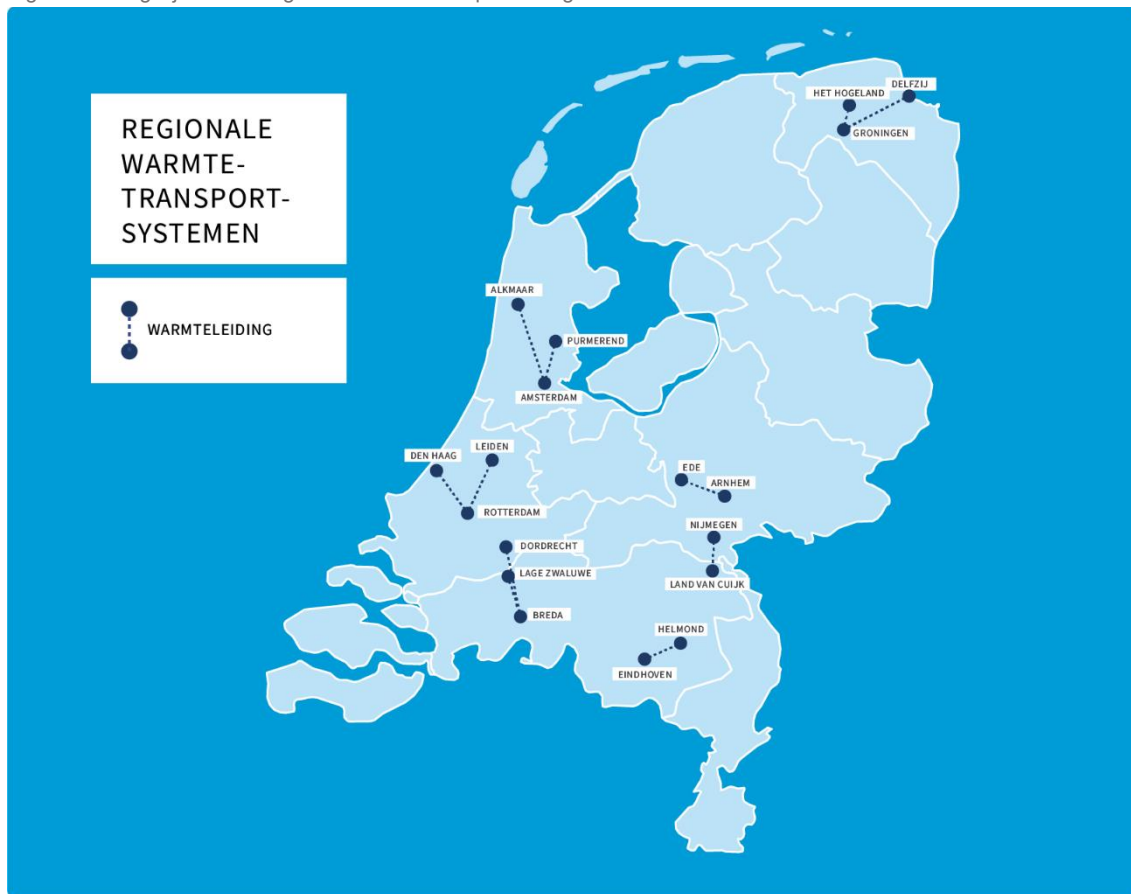 REGIONALE
WARMTE-
TRANSPORT-
SYSTEMEN
WARMTELEIDING
DELFZIJ
HET HOGELAND
GRONINGEN
ALKMAAR
PURMEREND
AMSTERDAM
LEIDEN
DEN HAAG
ROTTERDAM
EDE
ARNHEM
NIJMEGEN
LAND VAN CUIJK
DORDRECHT
LAGE ZWALUWE
BREDA
HELMOND
EINDHOVEN